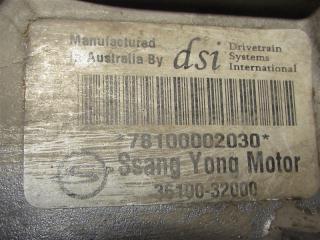 Manufactured
In Australia By
dsi
Drivetrain
Systems
International
*78100002030*
Ssang Yong Motor
36100-32000